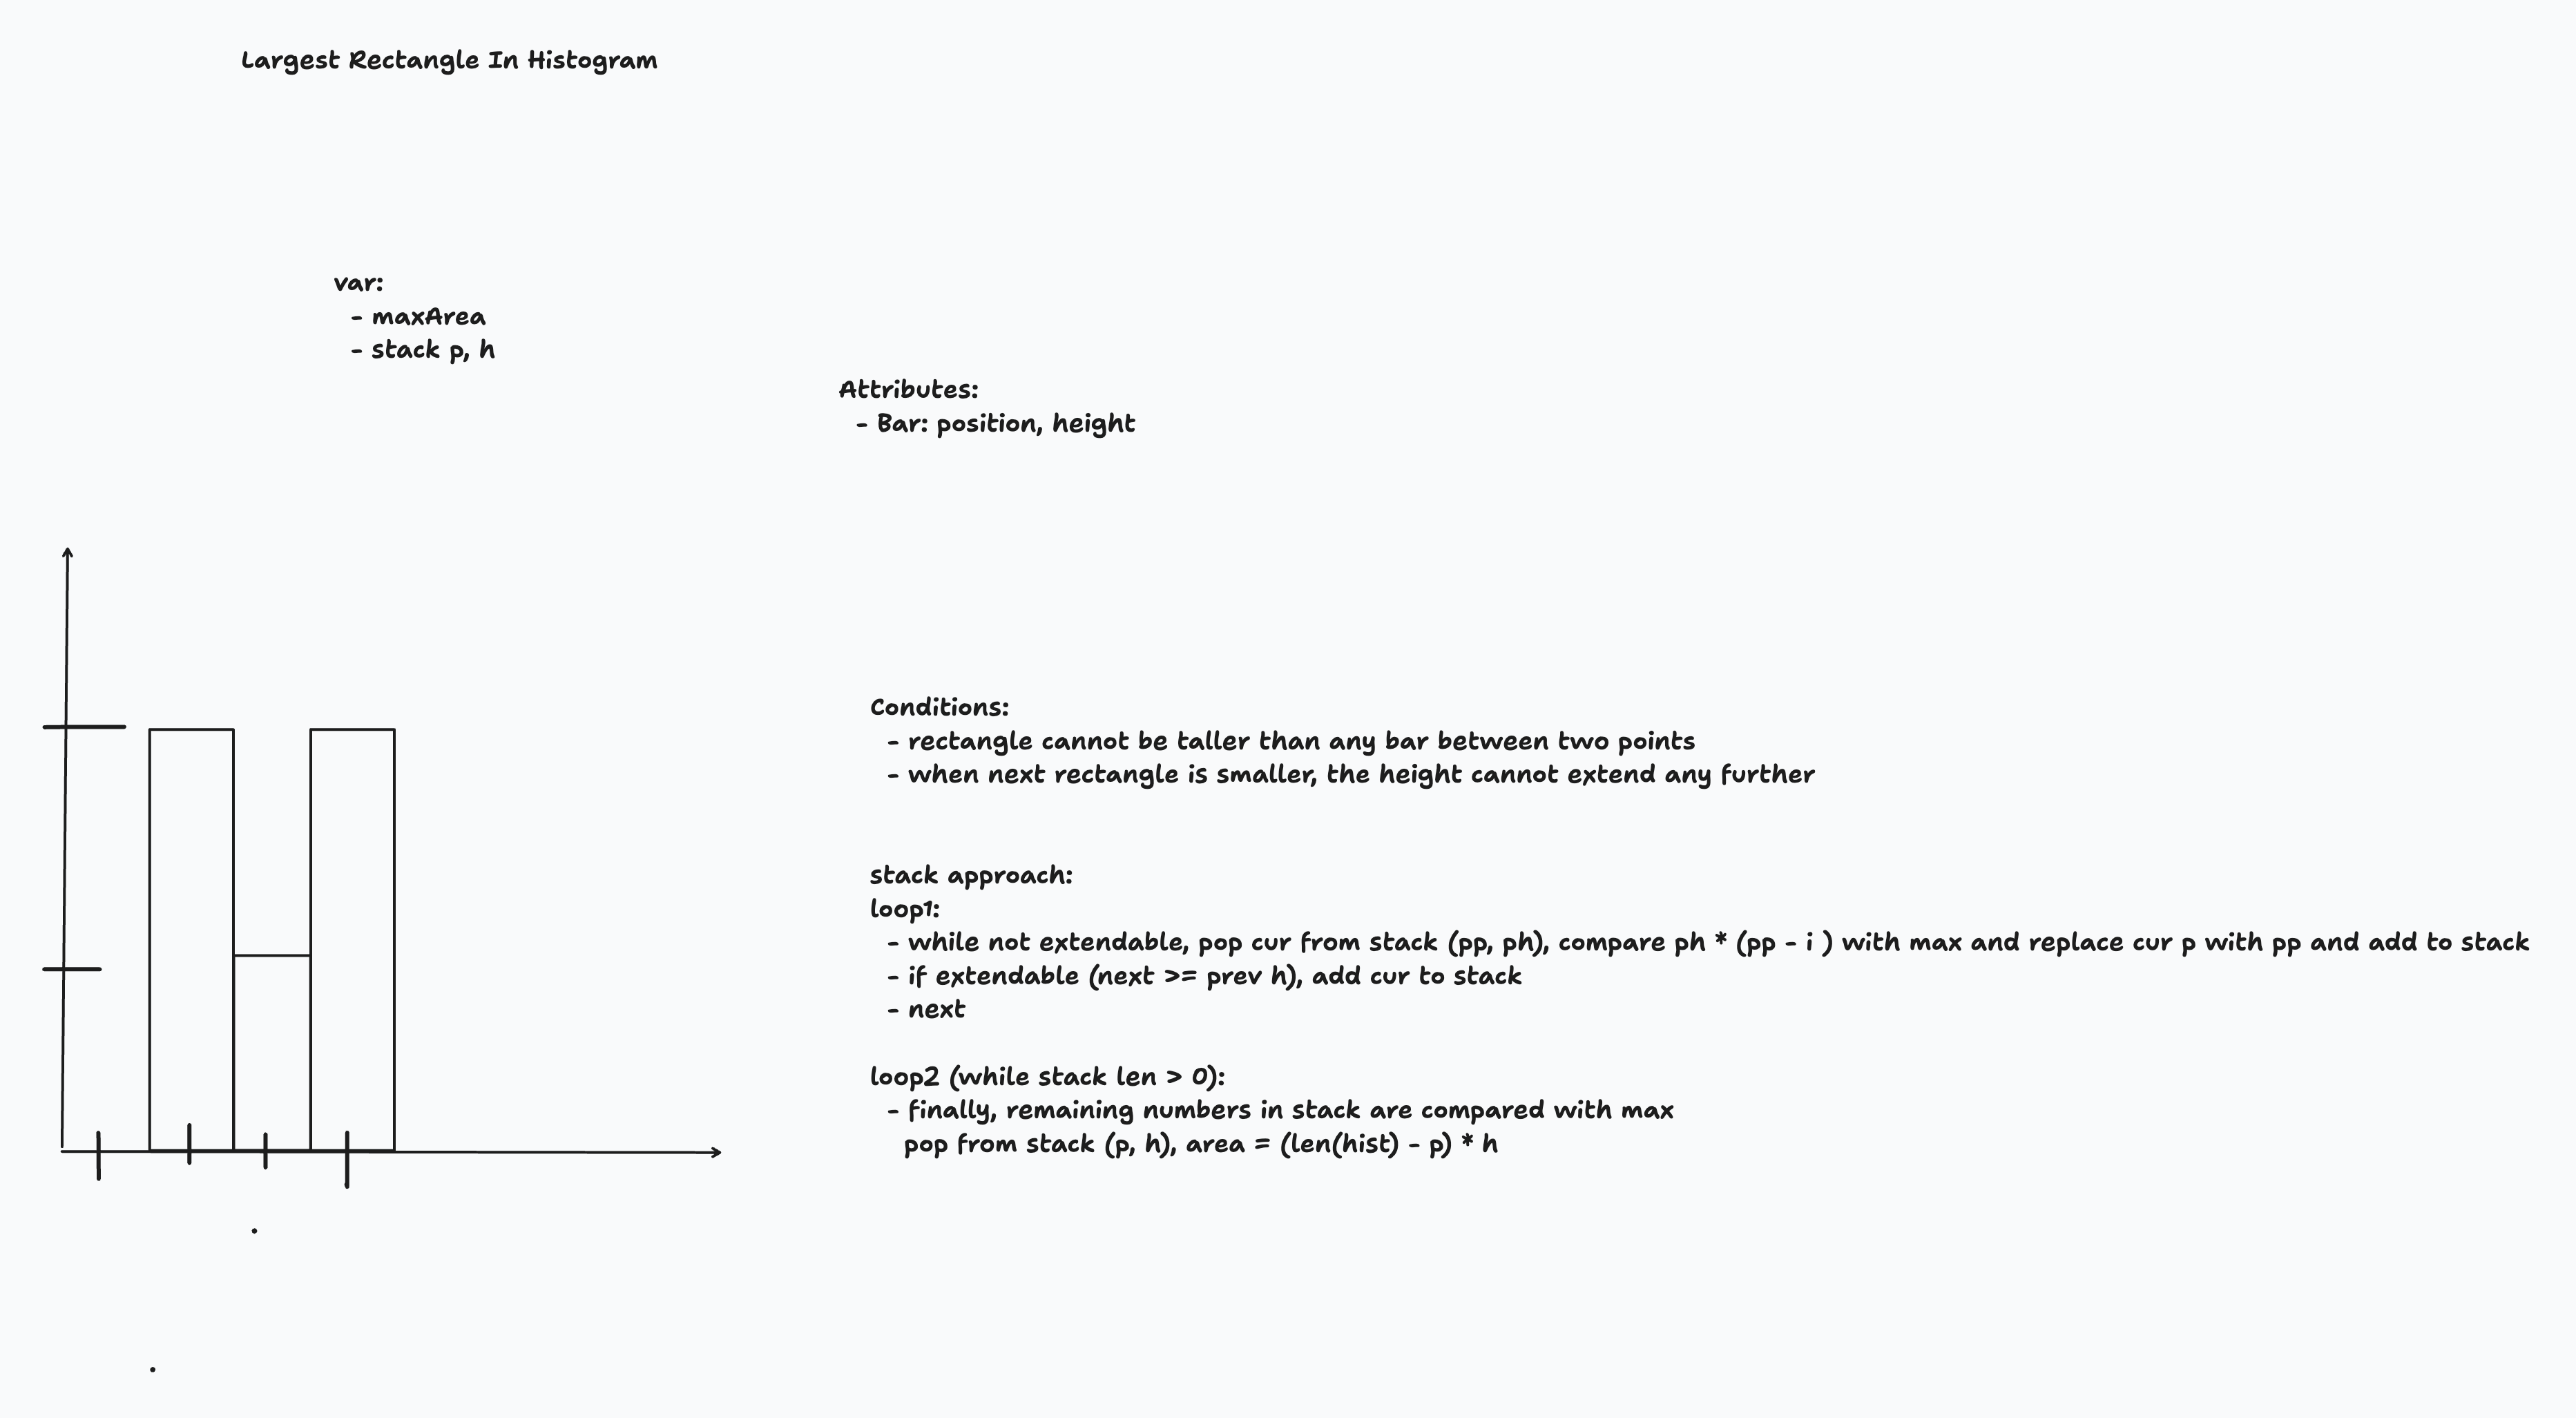 Largest Rectangle In Histogram
var:
- maxArea
- stack p, h
Attributes:
- Bar: position, height
Conditions:
- rectangle cannot be taller than any bar between two points
- when next rectangle is smaller, the height cannot extend any further
stack approach:
loop1:
- while not extendable, pop cur from stack (pp, ph), compare ph * (pp - i ) with max and replace cur p with pp and add to stack
- if extendable (next >= prev h), add cur to stack
- next
loop2 (while stack len > 0):
- finally, remaining numbers in stack are compared with max
pop from stack (p, h), area = (len(hist) - p) * h